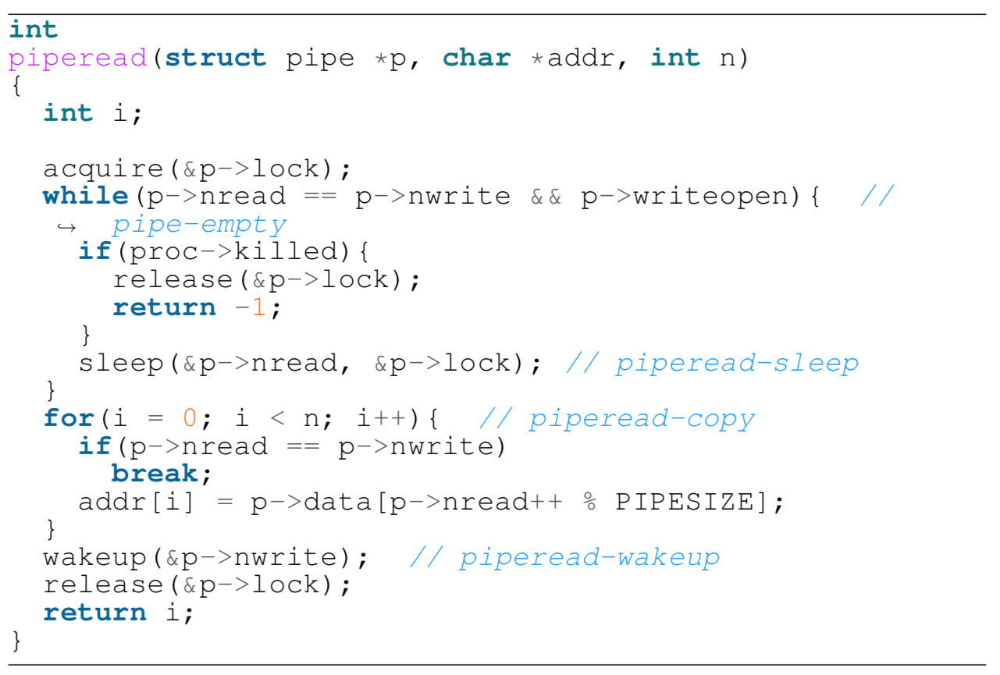 int
piperead(struct pipe *p, char *addr, int n)
{
  int i;

  acquire(&p->lock);
  while(p->nread == p->nwrite && p->writeopen){  //
   ↪  pipe-empty
    if(proc->killed){
      release(&p->lock);
      return -1;
    }
    sleep(&p->nread, &p->lock); // piperead-sleep
  }
  for(i = 0; i < n; i++){  // piperead-copy
    if(p->nread == p->nwrite)
      break;
    addr[i] = p->data[p->nread++ % PIPESIZE];
  }
  wakeup(&p->nwrite);  // piperead-wakeup
  release(&p->lock);
  return i;
}